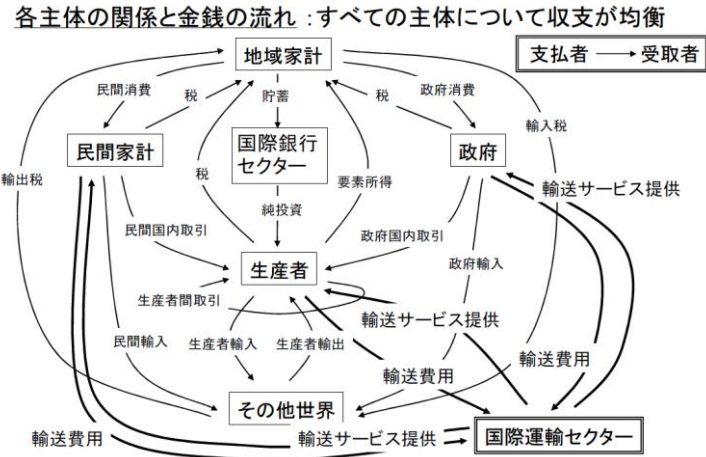 各主体の関係と金銭の流れ：すべての主体について収支が均衡
支払者 → 受取者
地域家計
民間消費
税
貯蓄
税
政府消費
輸入税
民間家計
国際銀行
セクター
政府
輸出税
税
要素所得
輸送サービス提供
純投資
民間国内取引
政府国内取引
生産者
政府輸入
生産者間取引
輸送サービス提供
民間輸入
生産者輸入
生産者輸出
輸送費用
輸送費用
その他世界
輸送費用
輸送サービス提供
国際運輸セクター